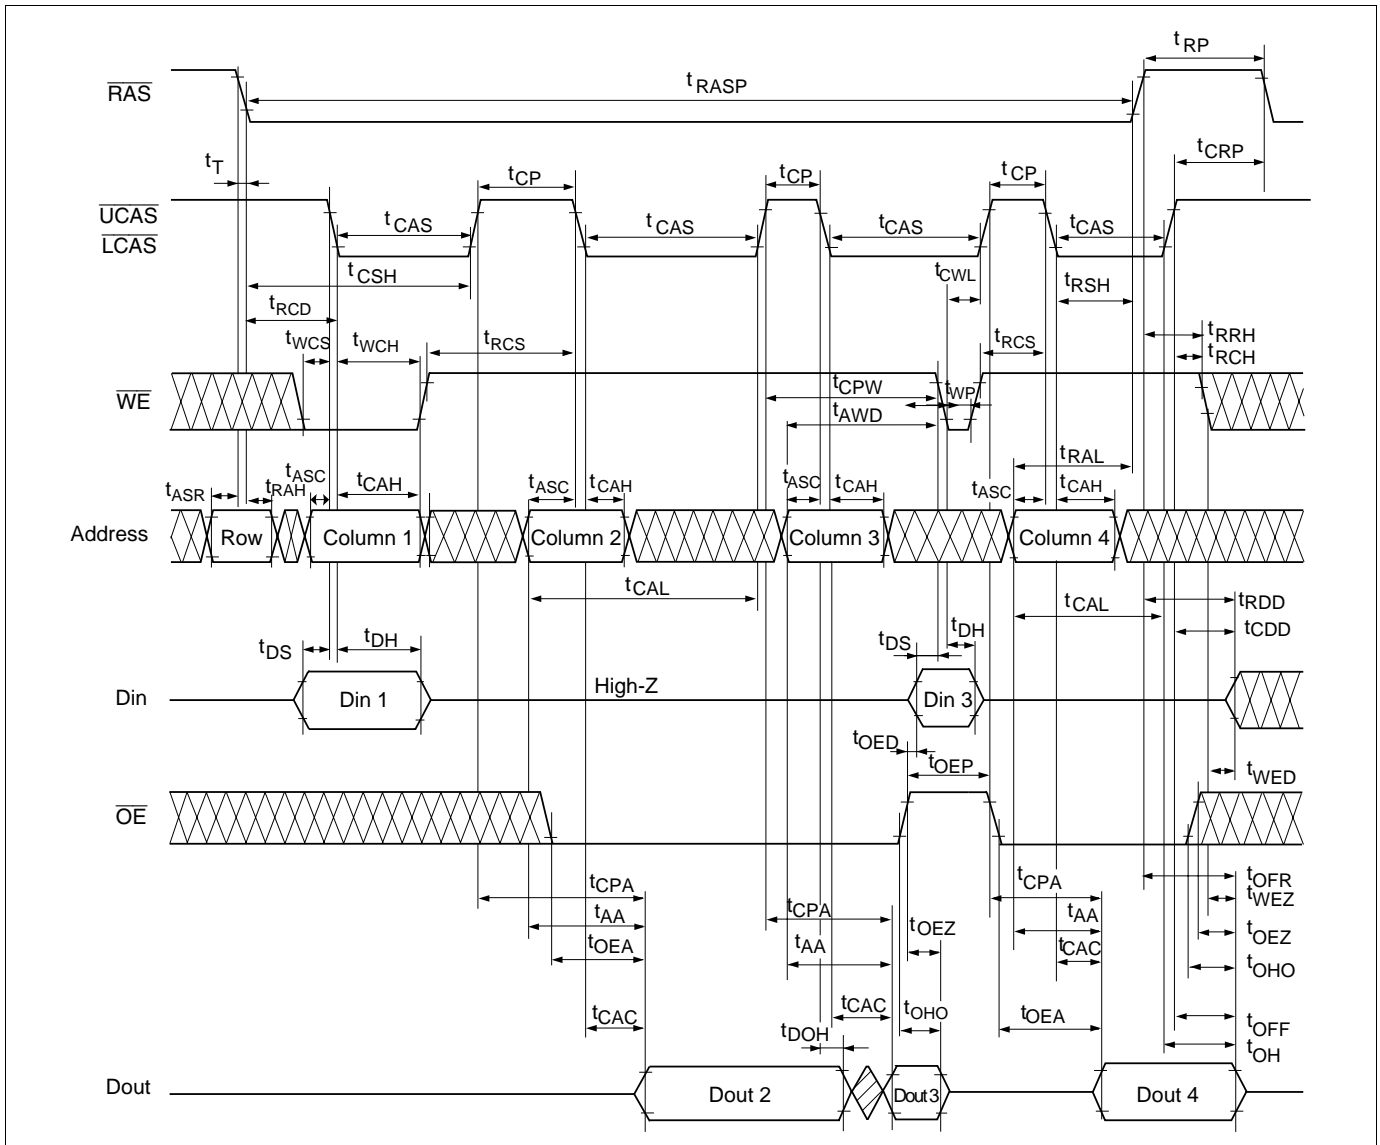 tRP
RAS
tRASP
tCRP
tT
tCP
tCP
tCP
UCAS
LCAS
tCAS
tCAS
tCAS
tCAS
tCSH
tCWL
tRSH
tRCD
tWCS
tWCH
tRCS
tRCS
tRRH
tRCH
WE
tCPW
tWP
tAWD
tRAL
tASR
tRAH
tASC
tCAH
tASC
tCAH
tASC
tCAH
tASC
tCAH
Address
Row
Column 1
Column 2
Column 3
Column 4
tCAL
tCAL
tRDD
tCDD
tDS
tDH
tDS
tDH
Din
Din 1
High-Z
Din 3
tOED
tOEP
tWED
OE
tCPA
tCPA
tCPA
tOFR
tWEZ
tAA
tOEZ
tAA
tOEZ
tOEA
tAA
tCAC
tOHO
tCAC
tCAC
tOHO
tOEA
tOFF
tDOH
tOH
Dout
Dout 2
Dout 3
Dout 4